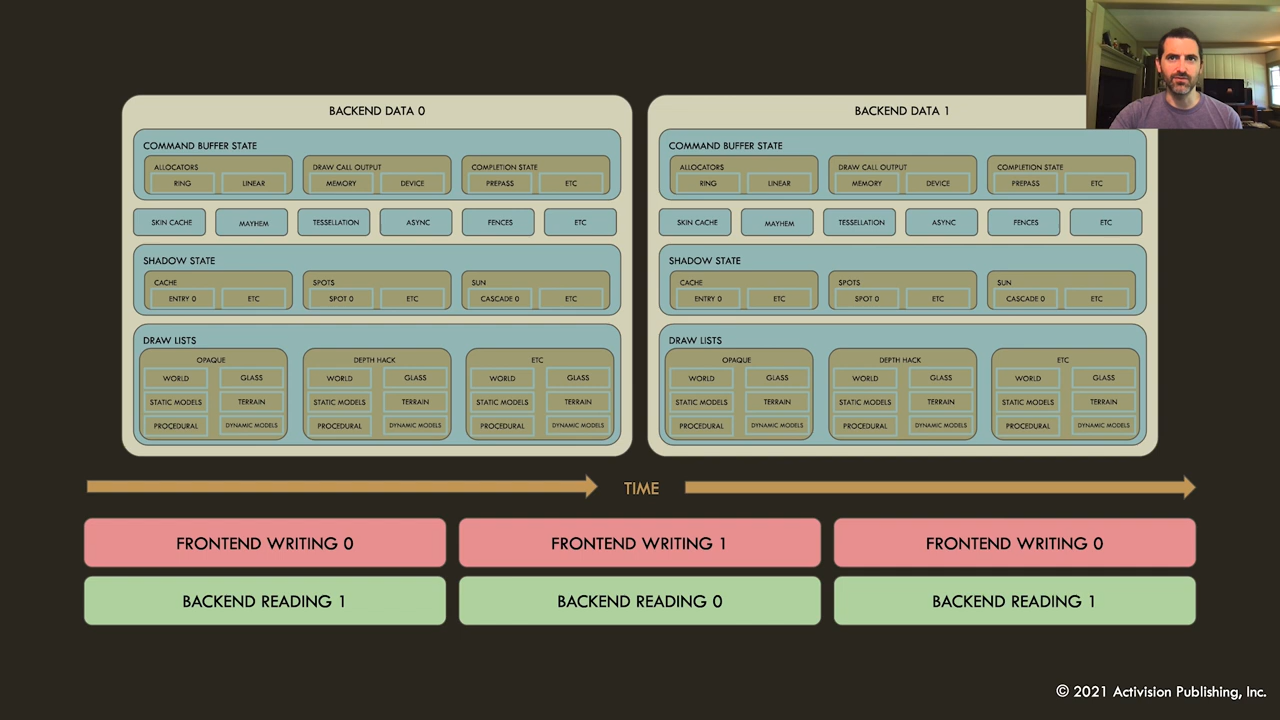 BACKEND DATA 0
COMMAND BUFFER STATE
ALLOCATORS
RING
LINEAR
DRAW CALL OUTPUT
MEMORY
DEVICE
COMPLETION STATE
PREPASS
ETC
SKIN CACHE
MAYHEM
TESSELLATION
ASYNC
FENCES
ETC
SHADOW STATE
CACHE
ENTRY 0
ETC
SPOTS
SPOT 0
ETC
SUN
CASCADE 0
ETC
DRAW LISTS
OPAQUE
WORLD
GLASS
STATIC MODELS
TERRAIN
PROCEDURAL
DYNAMIC MODELS
DEPTH HACK
WORLD
GLASS
STATIC MODELS
TERRAIN
PROCEDURAL
DYNAMIC MODELS
ETC
WORLD
GLASS
STATIC MODELS
TERRAIN
PROCEDURAL
DYNAMIC MODELS
BACKEND DATA 1
COMMAND BUFFER STATE
ALLOCATORS
RING
LINEAR
DRAW CALL OUTPUT
MEMORY
DEVICE
COMPLETION STATE
PREPASS
ETC
SKIN CACHE
MAYHEM
TESSELLATION
ASYNC
FENCES
ETC
SHADOW STATE
CACHE
ENTRY 0
ETC
SPOTS
SPOT 0
ETC
SUN
CASCADE 0
ETC
DRAW LISTS
OPAQUE
WORLD
GLASS
STATIC MODELS
TERRAIN
PROCEDURAL
DYNAMIC MODELS
DEPTH HACK
WORLD
GLASS
STATIC MODELS
TERRAIN
PROCEDURAL
DYNAMIC MODELS
ETC
WORLD
GLASS
STATIC MODELS
TERRAIN
PROCEDURAL
DYNAMIC MODELS
TIME
FRONTEND WRITING 0
FRONTEND WRITING 1
FRONTEND WRITING 0
BACKEND READING 1
BACKEND READING 0
BACKEND READING 1
© 2021 Activision Publishing, Inc.